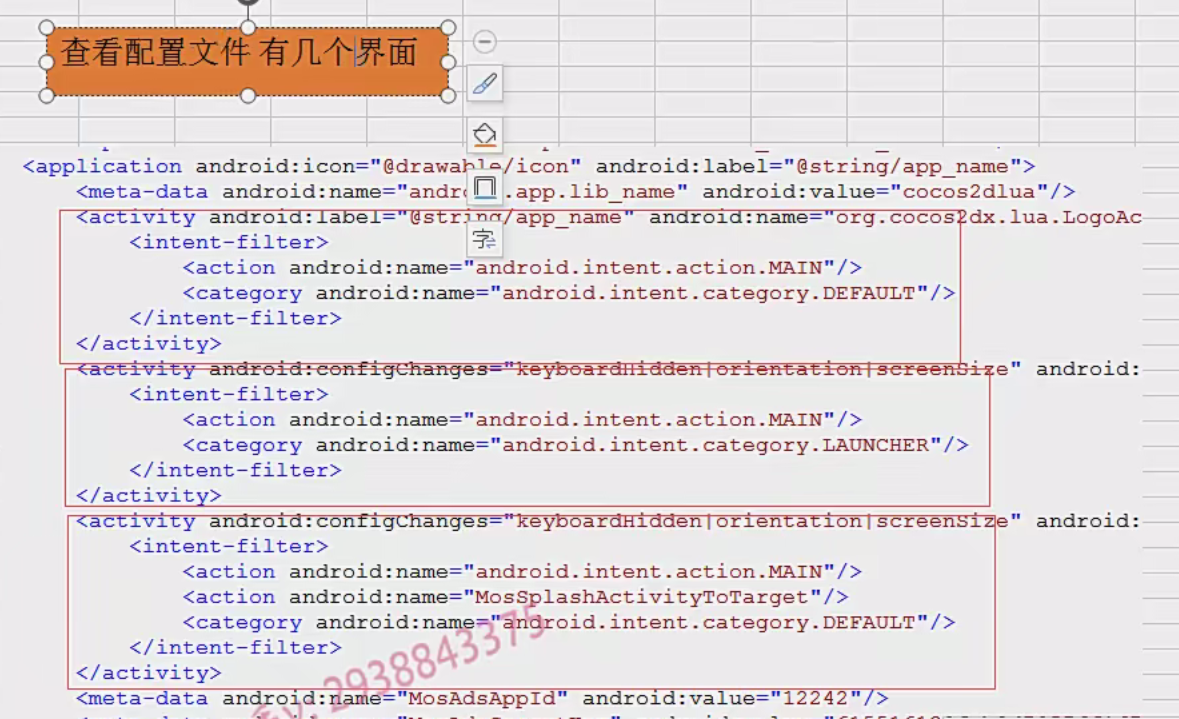 查看配置文件 有几个界面
<application android:icon="@drawable/icon" android:label="@string/app_name">
<meta-data android:name="andr .app.lib_name" android:value="cocos2dlua"/>
<activity android:label="@string/app_name" android:name="org.cocos2dx.lua.LogoAc
<intent-filter>
<action android:name="android.intent.action.MAIN"/>
<category android:name="android.intent.category.DEFAULT"/>
</intent-filter>
</activity>
<activity android:configChanges="keyboardHidden|orientation|screenSize" android:
<intent-filter>
<action android:name="android.intent.action.MAIN"/>
<category android:name="android.intent.category.LAUNCHER"/>
</intent-filter>
</activity>
<activity android:configChanges="keyboardHidden|orientation|screenSize" android:
<intent-filter>
<action android:name="android.intent.action.MAIN"/>
<action android:name="MosSplashActivityToTarget"/>
<category android:name="android.intent.category.DEFAULT"/>
</intent-filter>
</activity>
<meta-data android:name="MosAdsAppId" android:value="12242"/>
2938843375
字